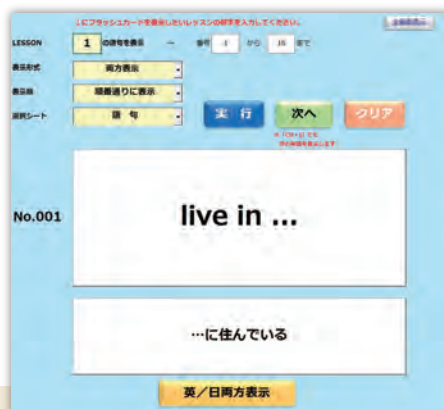 ↓にフラッシュカードを表示したいレッスンの数字を入力してください。
LESSON 1 の語句を表示 → 番号 1 から 16 まで
表示形式 両方表示
表示順 順番通りに表示
選択シート 語 句
実 行 次へ クリア
No.001 live in ...
…に住んでいる
英／日両方表示